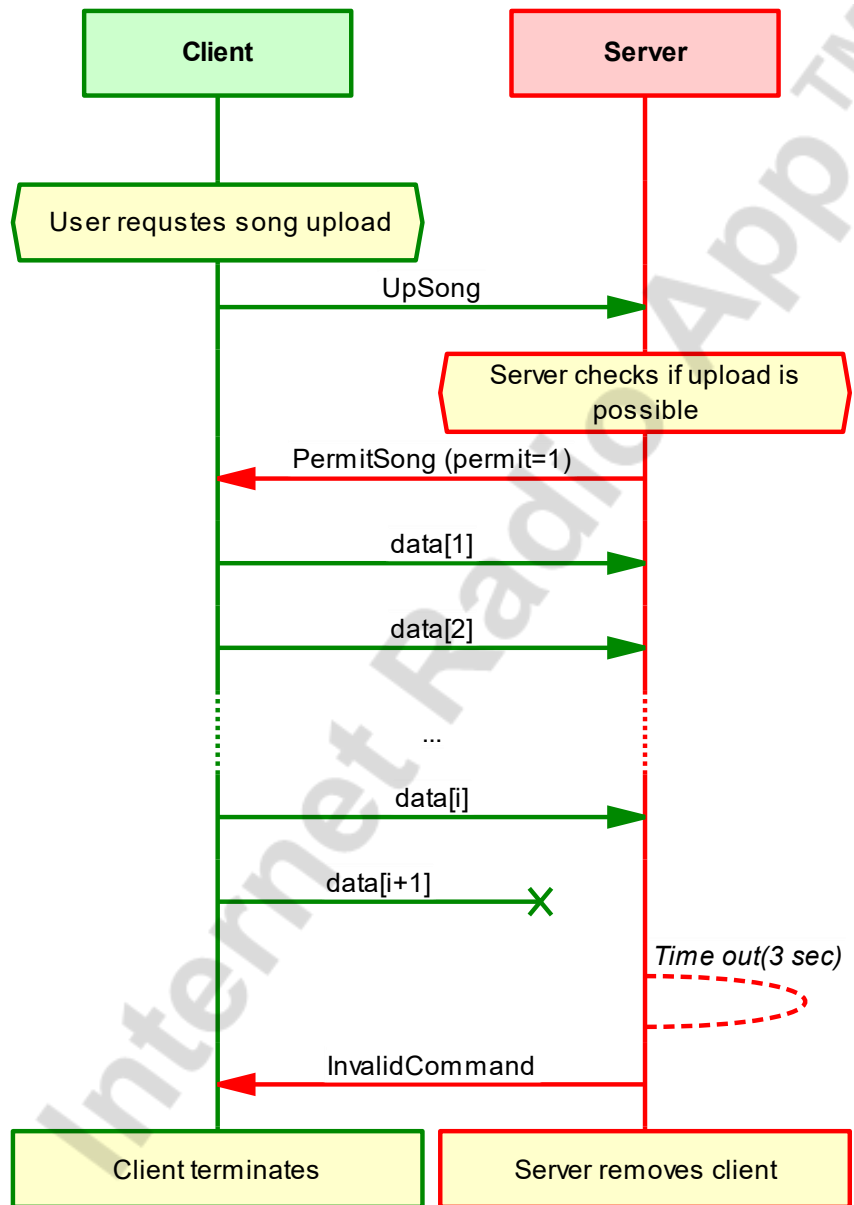 Client
Server
User requstes song upload
UpSong
Server checks if upload is
possible
PermitSong (permit=1)
data[1]
data[2]
...
data[i]
data[i+1]
Time out(3 sec)
InvalidCommand
Client terminates
Server removes client
Internet Radio App™